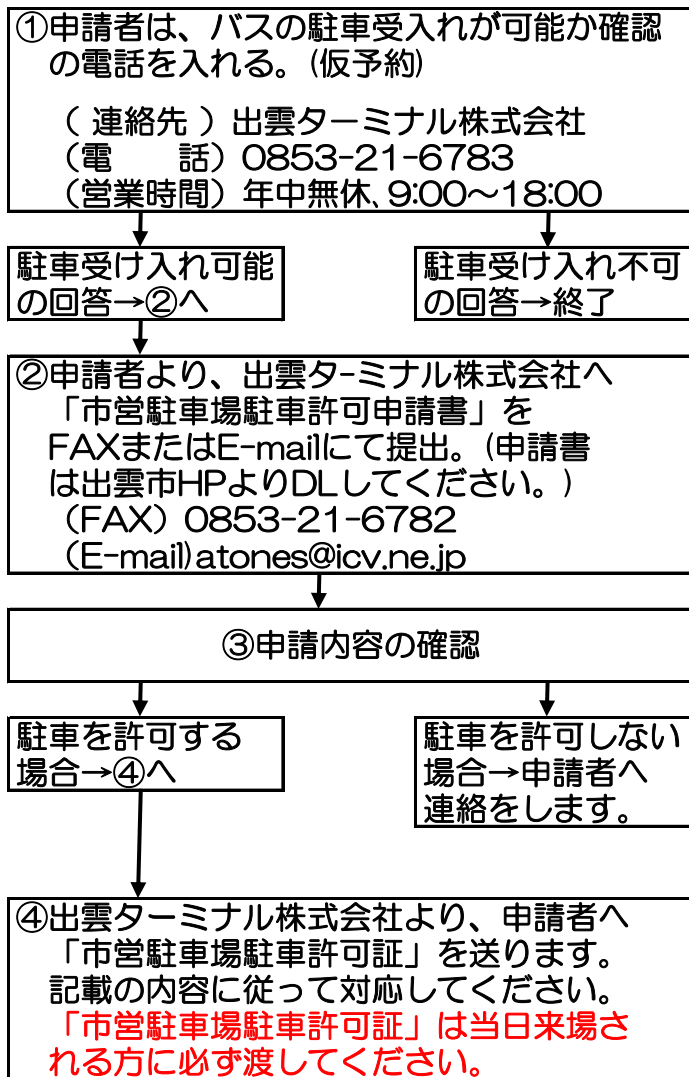 ①申請者は、バスの駐車受入れが可能か確認
の電話を入れる。(仮予約)
（ 連絡先 ）出雲ターミナル株式会社
（電　　話）0853-21-6783
（営業時間）年中無休、9:00～18:00
駐車受け入れ可能
の回答→②へ
駐車受け入れ不可
の回答→終了
②申請者より、出雲タ-ミナル株式会社へ
「市営駐車場駐車許可申請書」を
FAXまたはE-mailにて提出。(申請書
は出雲市HPよりDLしてください。)
（FAX）0853-21-6782
（E-mail)atones@icv.ne.jp
③申請内容の確認
駐車を許可する
場合→④へ
駐車を許可しない
場合→申請者へ
連絡をします。
④出雲ターミナル株式会社より、申請者へ
「市営駐車場駐車許可証」を送ります。
記載の内容に従って対応してください。
「市営駐車場駐車許可証」は当日来場さ
れる方に必ず渡してください。